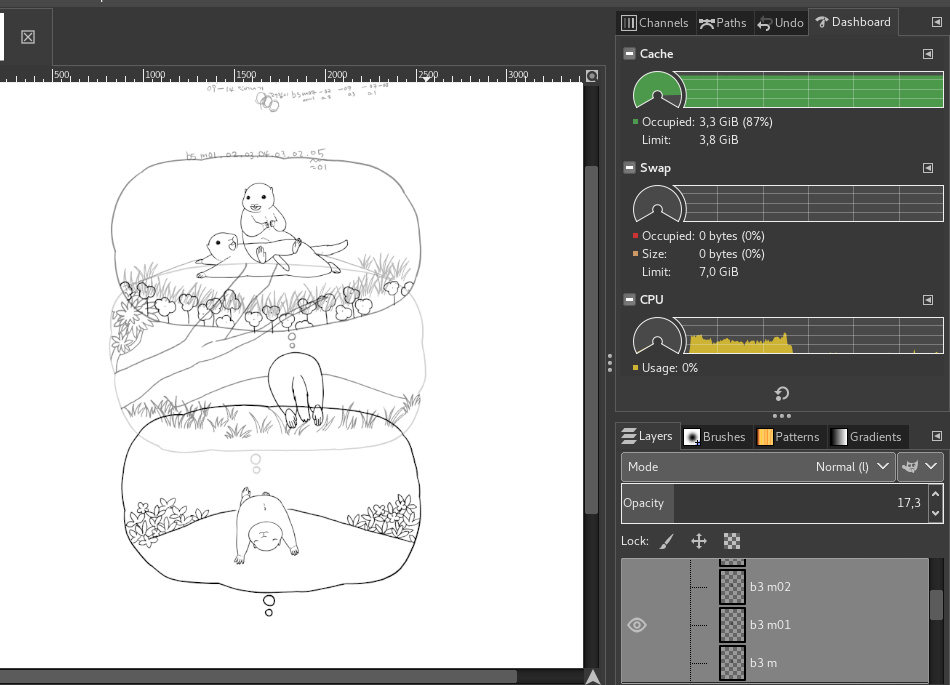 Channels Paths Undo Dashboard
Cache
Occupied: 3,3 GiB (87%)
Limit: 3,8 GiB
Swap
Occupied: 0 bytes (0%)
Size: 0 bytes (0%)
Limit: 7,0 GiB
CPU
Usage: 0%
500 1000 1500 2000 2500 3000
b3 m01, 02, 03, 04, 03, 02, 05
~01
Layers Brushes Patterns Gradients
Mode Normal (l)
Opacity 17,3
Lock:
b3 m02
b3 m01
b3 m